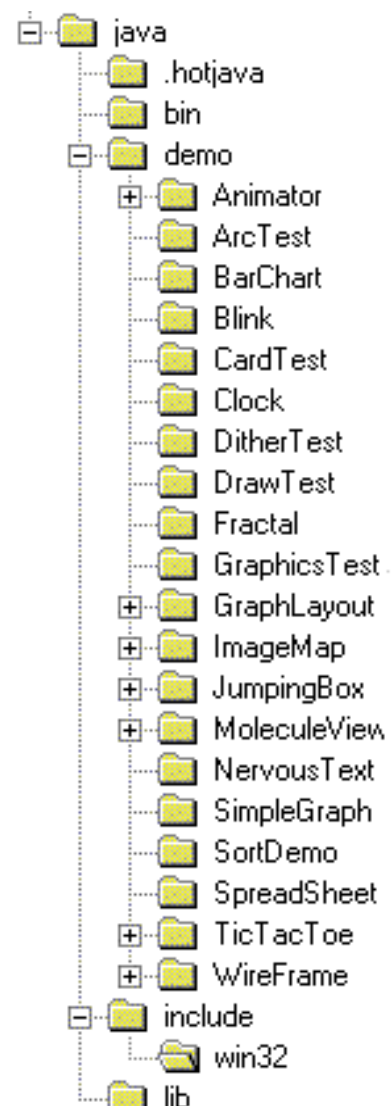 java
.hotjava
bin
demo
Animator
ArcTest
BarChart
Blink
CardTest
Clock
DitherTest
DrawTest
Fractal
GraphicsTest
GraphLayout
ImageMap
JumpingBox
MoleculeView
NervousText
SimpleGraph
SortDemo
SpreadSheet
TicTacToe
WireFrame
include
win32
lib